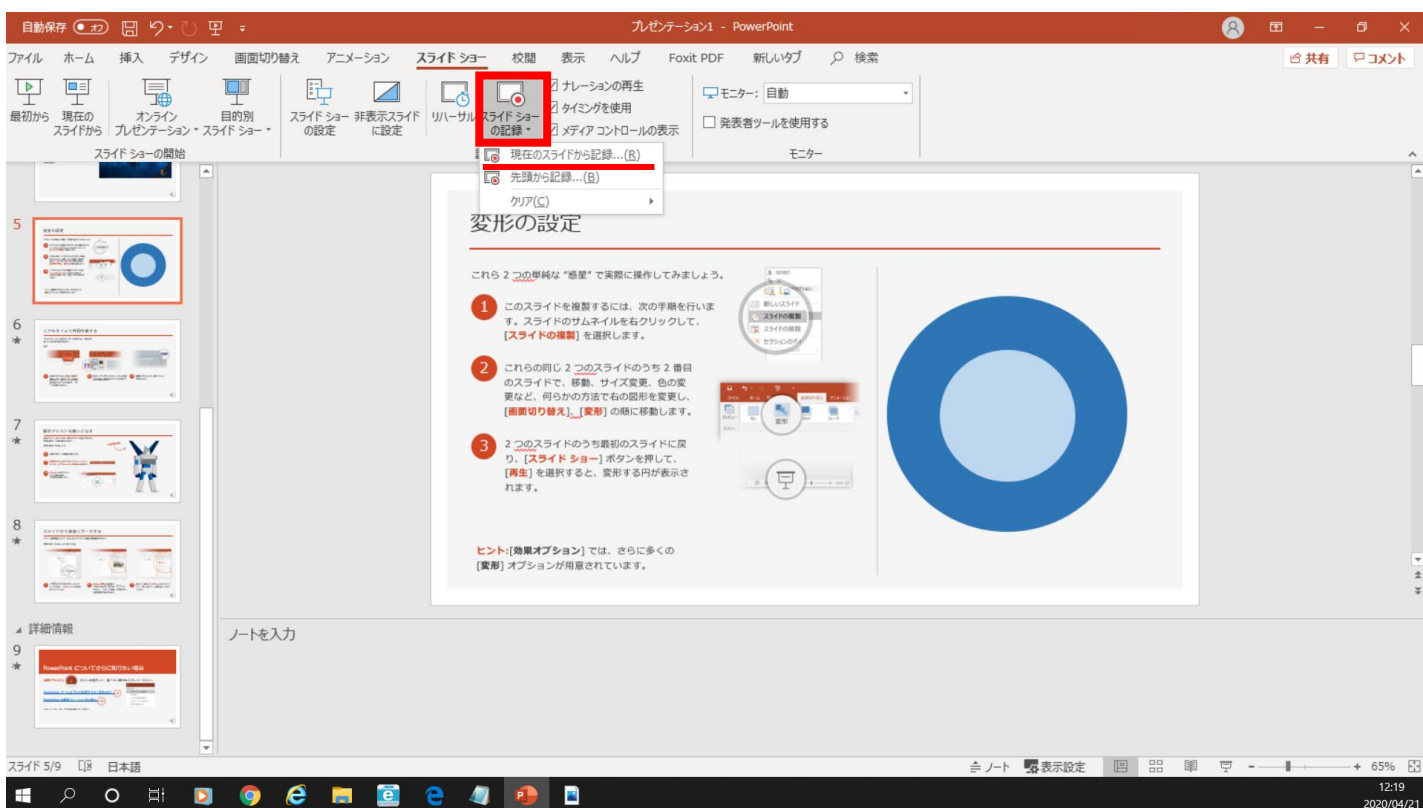 自動保存 オフ
プレゼンテーション1 - PowerPoint
ファイル ホーム 挿入 デザイン 画面切り替え アニメーション スライド ショー 校閲 表示 ヘルプ Foxit PDF 新しいタブ 検索
共有 コメント
最初から
現在の
スライドから
オンライン
プレゼンテーション
目的別
スライド ショー
スライド ショーの開始
スライド ショー
の設定
非表示スライド
に設定
リハーサル
スライド ショー
の記録
ナレーションの再生
タイミングを使用
メディア コントロールの表示
モニター: 自動
発表者ツールを使用する
モニター
現在のスライドから記録...(R)
先頭から記録...(B)
クリア(C)
5
6
7
8
詳細情報
9
PowerPoint についてさらに知りたい場合
変形の設定
これら 2 つの単純な "惑星" で実際に操作してみましょう。
1 このスライドを複製するには、次の手順を行いま
す。スライドのサムネイルを右クリックして、
[スライドの複製] を選択します。
2 これらの同じ 2 つのスライドのうち 2 番目
のスライドで、移動、サイズ変更、色の変
更など、何らかの方法で右の図形を変更し、
[画面切り替え]、[変形] の順に移動します。
3 2 つのスライドのうち最初のスライドに戻
り、[スライド ショー] ボタンを押して、
[再生] を選択すると、変形する円が表示さ
れます。
ヒント:[効果オプション] では、さらに多くの
[変形] オプションが用意されています。
新しいスライド
スライドの複製
スライドの削除
変形
ノートを入力
スライド 5/9 日本語
ノート 表示設定 65%
12:19
2020/04/21